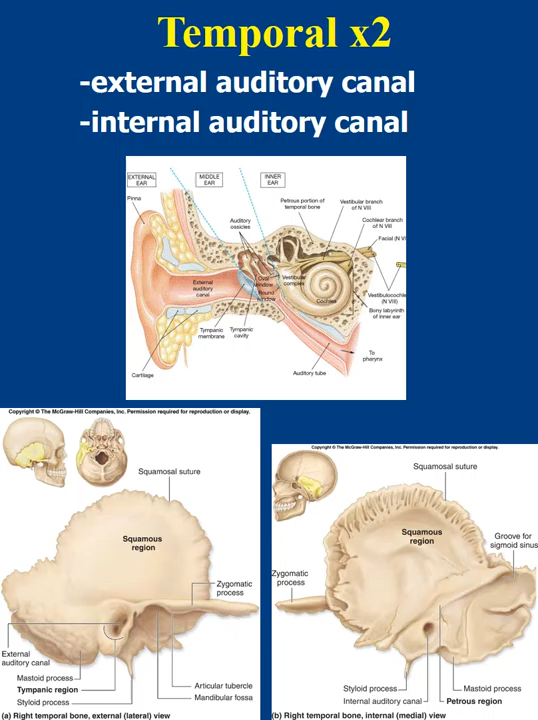 Temporal x2
-external auditory canal
-internal auditory canal
EXTERNAL
EAR
MIDDLE
EAR
INNER
EAR
Pinna
Auditory
ossicles
Petrous portion of
temporal bone
Vestibular branch
of N VIII
Cochlear branch
of N VIII
Facial (N VI
External
auditory
canal
Oval
window
Round
window
Vestibular
complex
Cochlea
Vestibulocochle
(N VIII)
Bony labyrinth
of inner ear
Tympanic
membrane
Tympanic
cavity
Cartilage
Auditory tube
To
pharynx
Copyright © The McGraw-Hill Companies, Inc. Permission required for reproduction or display.
Squamosal suture
Squamous
region
Zygomatic
process
External
auditory canal
Mastoid process
Tympanic region
Styloid process
Articular tubercle
Mandibular fossa
(a) Right temporal bone, external (lateral) view
Copyright © The McGraw-Hill Companies, Inc. Permission required for reproduction or display.
Squamosal suture
Squamous
region
Groove for
sigmoid sinus
Zygomatic
process
Styloid process
Internal auditory canal
Mastoid process
Petrous region
(b) Right temporal bone, internal (medial) view